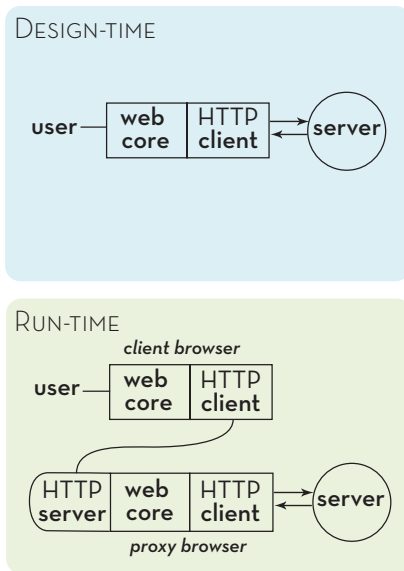 DESIGN-TIME
user
web
core
HTTP
client
server
RUN-TIME
client browser
user
web
core
HTTP
client
HTTP
server
web
core
HTTP
client
server
proxy browser